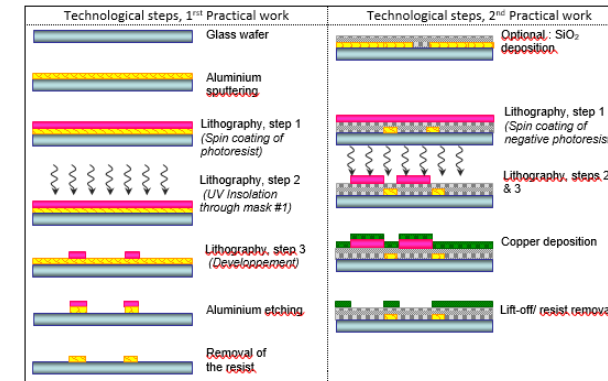 Technological steps, 1rst Practical work
Glass wafer
Aluminium
sputtering
Lithography, step 1
(Spin coating of
photoresist)
Lithography, step 2
(UV Insolation
through mask #1)
Lithography, step 3
(Developpement)
Aluminium etching
Removal of
the resist
Technological steps, 2nd Practical work
Optional : SiO2
deposition
Lithography, step 1
(Spin coating of
negative photoresist
Lithography, steps 2
& 3
Copper deposition
Lift-off/ resist removal